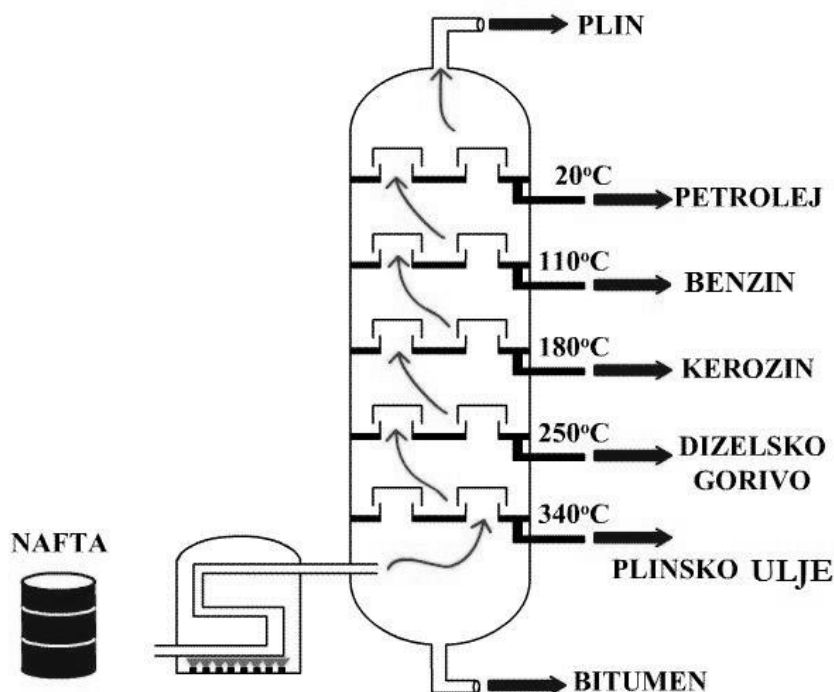 PLIN
20°C
PETROLEJ
110°C
BENZIN
180°C
KEROZIN
250°C
DIZELSKO
GORIVO
340°C
NAFTA
PLINSKO ULJE
BITUMEN